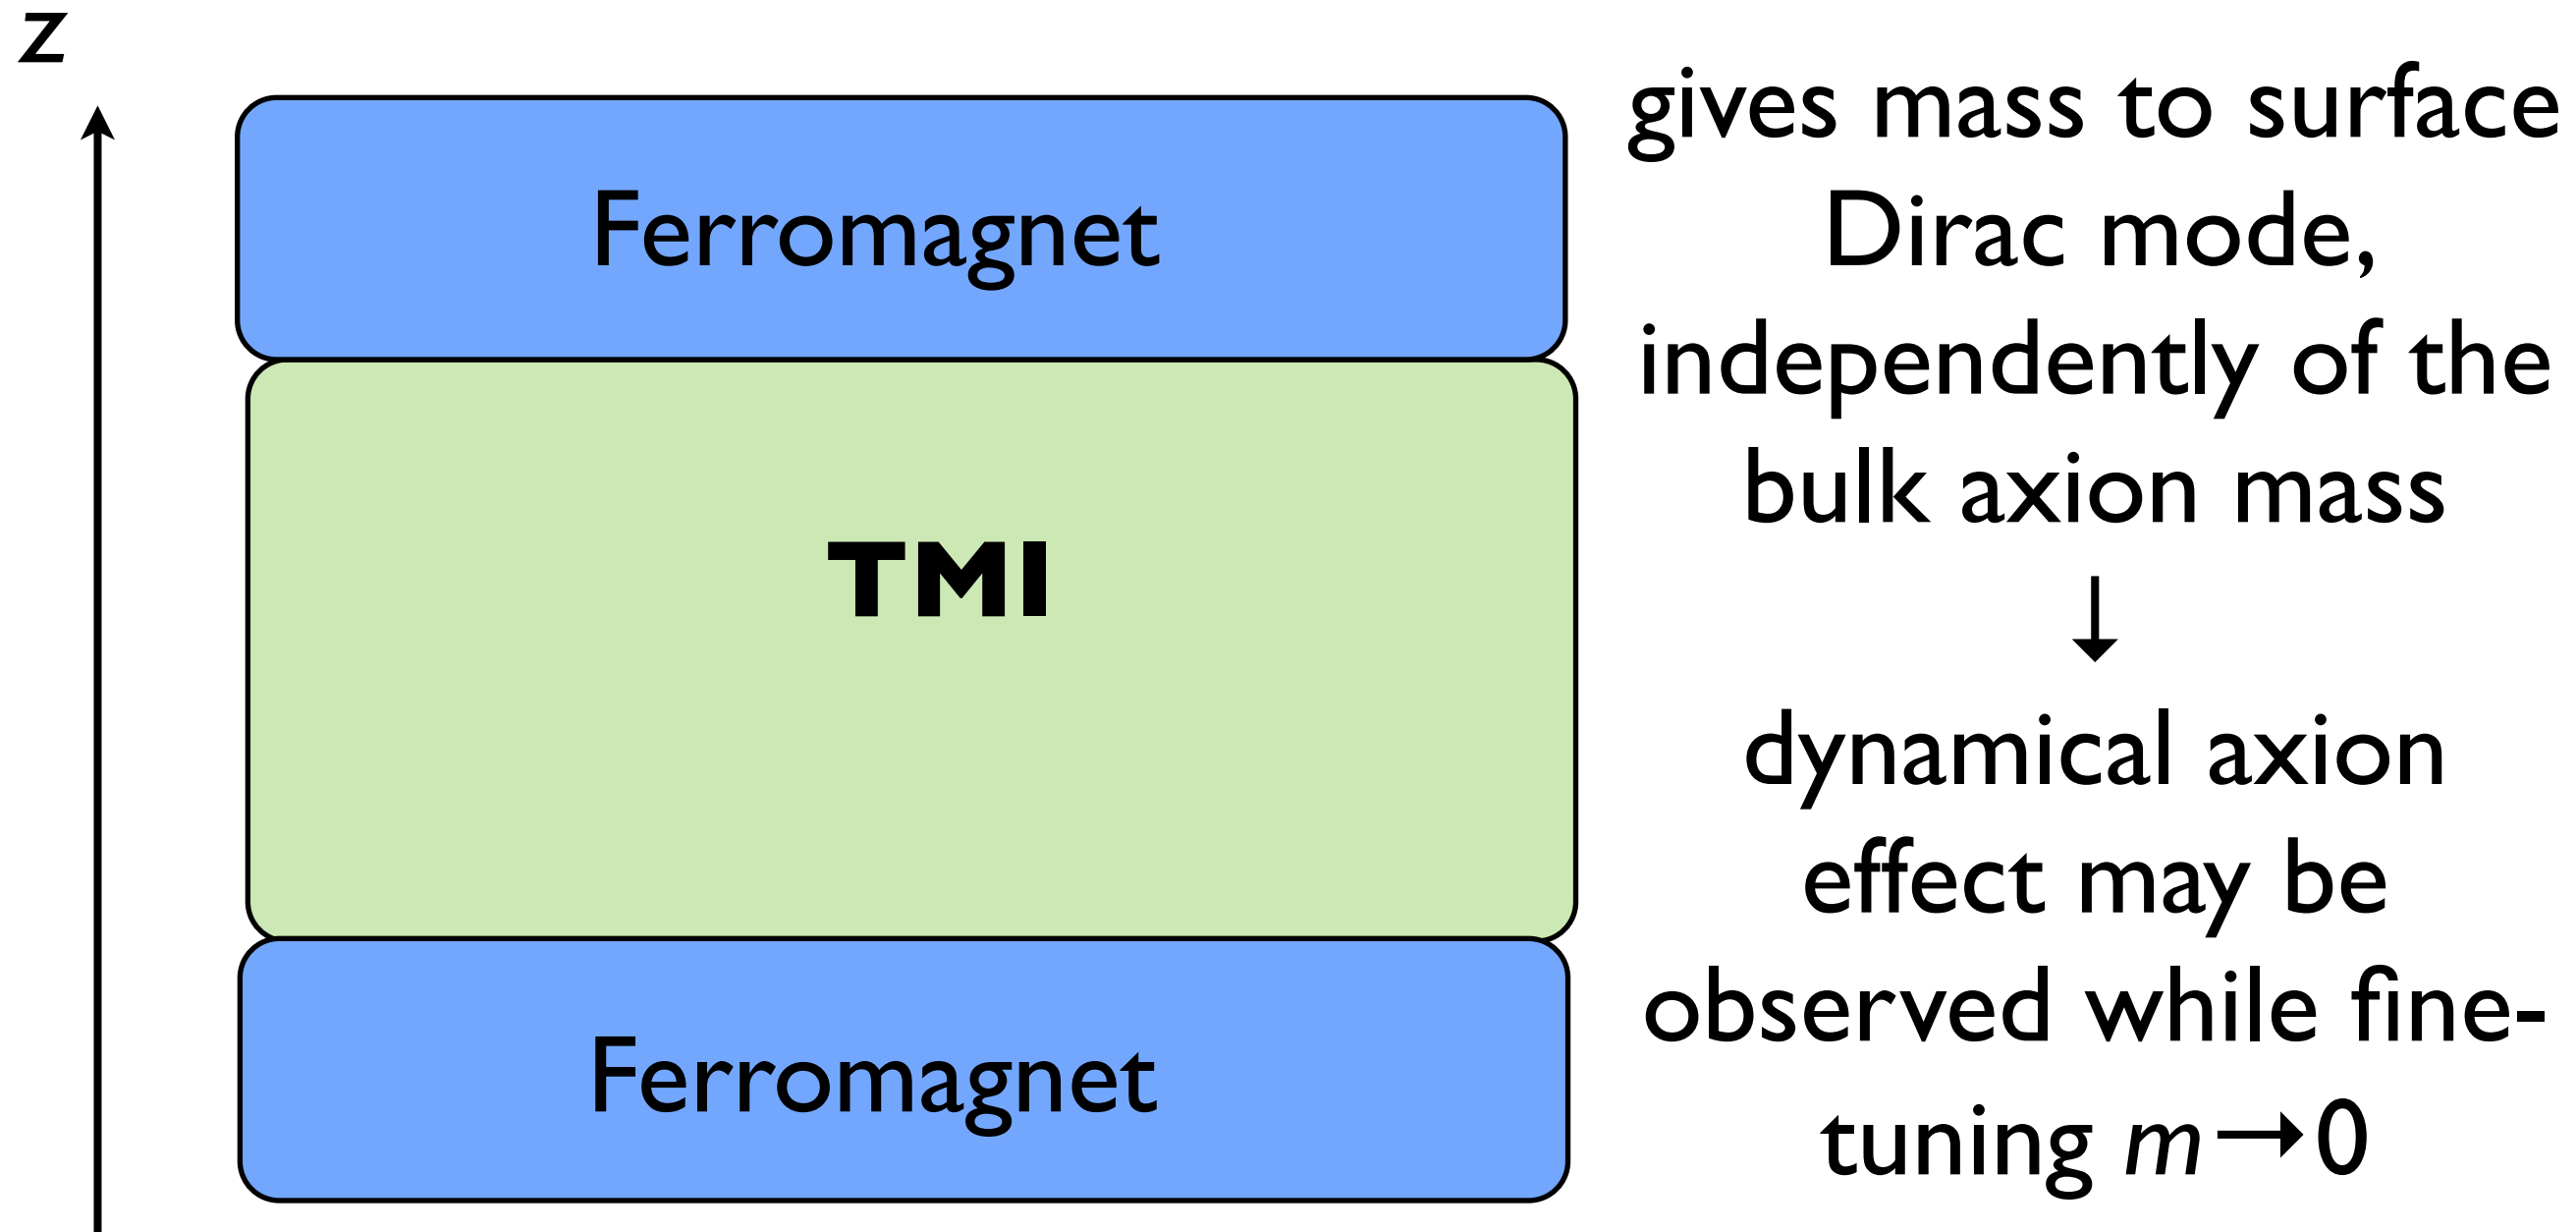 z
Ferromagnet
TMI
Ferromagnet
gives mass to surface
Dirac mode,
independently of the
bulk axion mass
↓
dynamical axion
effect may be
observed while fine-
tuning m→0